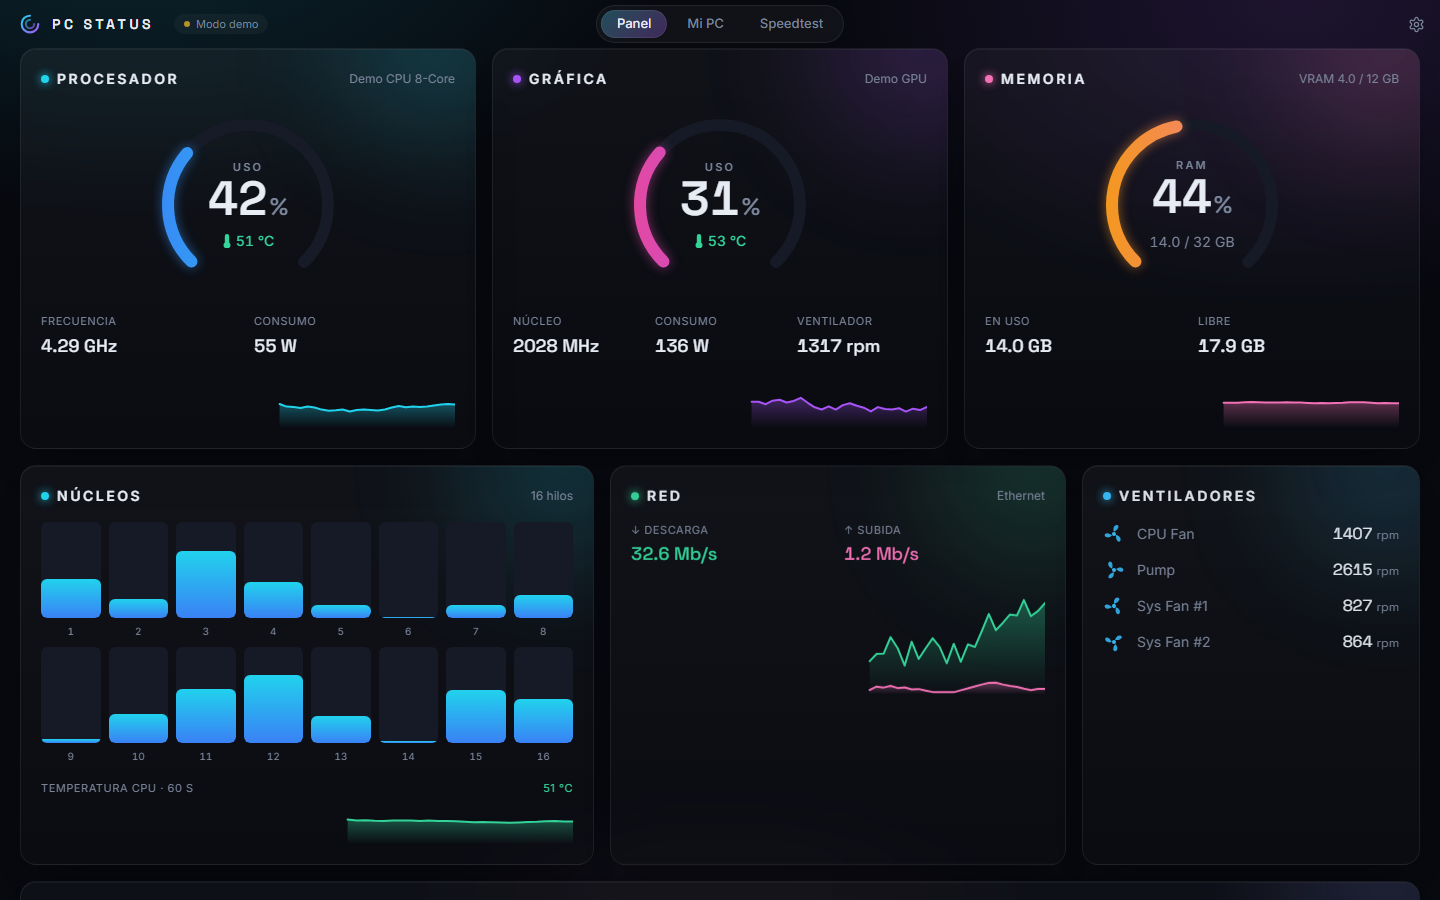 PC STATUS
Modo demo
Panel
Mi PC
Speedtest
PROCESADOR
Demo CPU 8-Core
USO
42%
51 °C
FRECUENCIA
CONSUMO
4.29 GHz
55 W
GRÁFICA
Demo GPU
USO
31%
53 °C
NÚCLEO
CONSUMO
VENTILADOR
2028 MHz
136 W
1317 rpm
MEMORIA
VRAM 4.0 / 12 GB
RAM
44%
14.0 / 32 GB
EN USO
LIBRE
14.0 GB
17.9 GB
NÚCLEOS
16 hilos
1 2 3 4 5 6 7 8
9 10 11 12 13 14 15 16
TEMPERATURA CPU · 60 S
51 °C
RED
Ethernet
↓ DESCARGA
↑ SUBIDA
32.6 Mb/s
1.2 Mb/s
VENTILADORES
CPU Fan 1407 rpm
Pump 2615 rpm
Sys Fan #1 827 rpm
Sys Fan #2 864 rpm